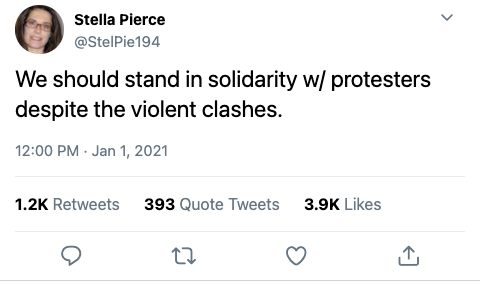 Stella Pierce
@StelPie194
We should stand in solidarity w/ protesters
despite the violent clashes.
12:00 PM · Jan 1, 2021
1.2K Retweets 393 Quote Tweets 3.9K Likes